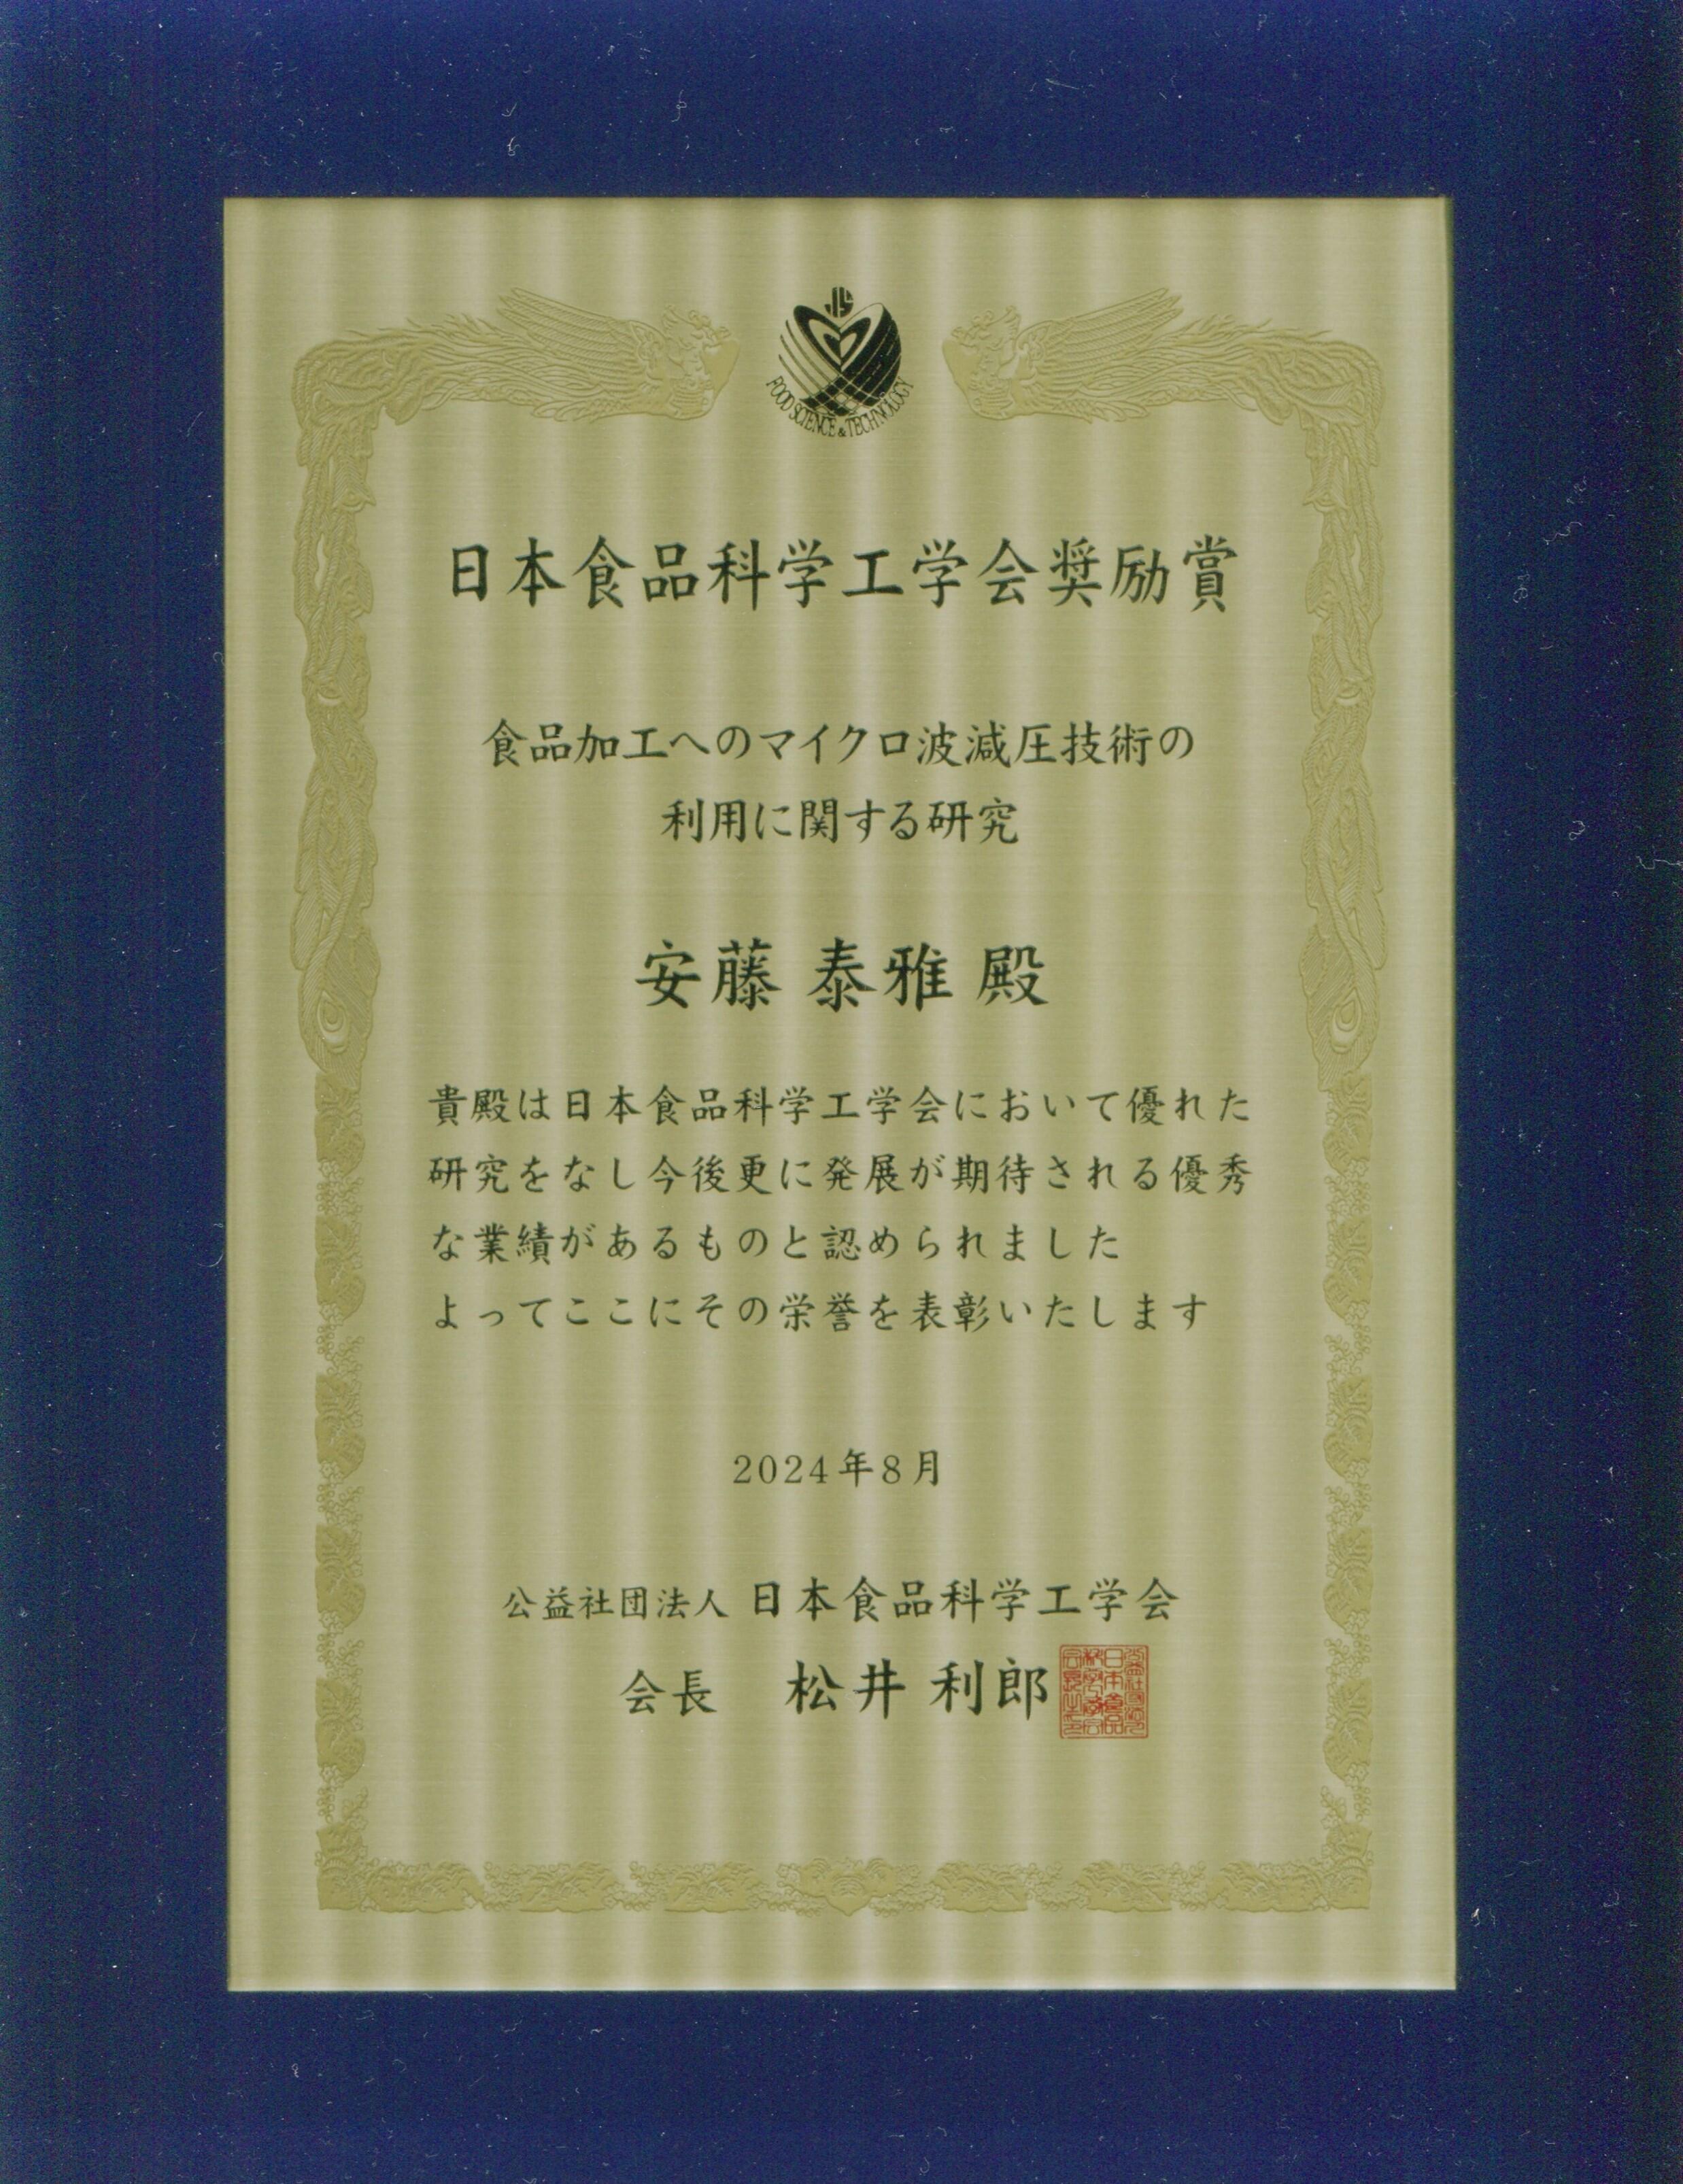 FOOD SCIENCE & TECHNOLOGY
日本食品科学工学会奨励賞
食品加工へのマイクロ波減圧技術の
利用に関する研究
安藤 泰雅 殿
貴殿は日本食品科学工学会において優れた
研究をなし今後更に発展が期待される優秀
な業績があるものと認められました
よってここにその栄誉を表彰いたします
2024年8月
公益社団法人 日本食品科学工学会
会長 松井 利郎